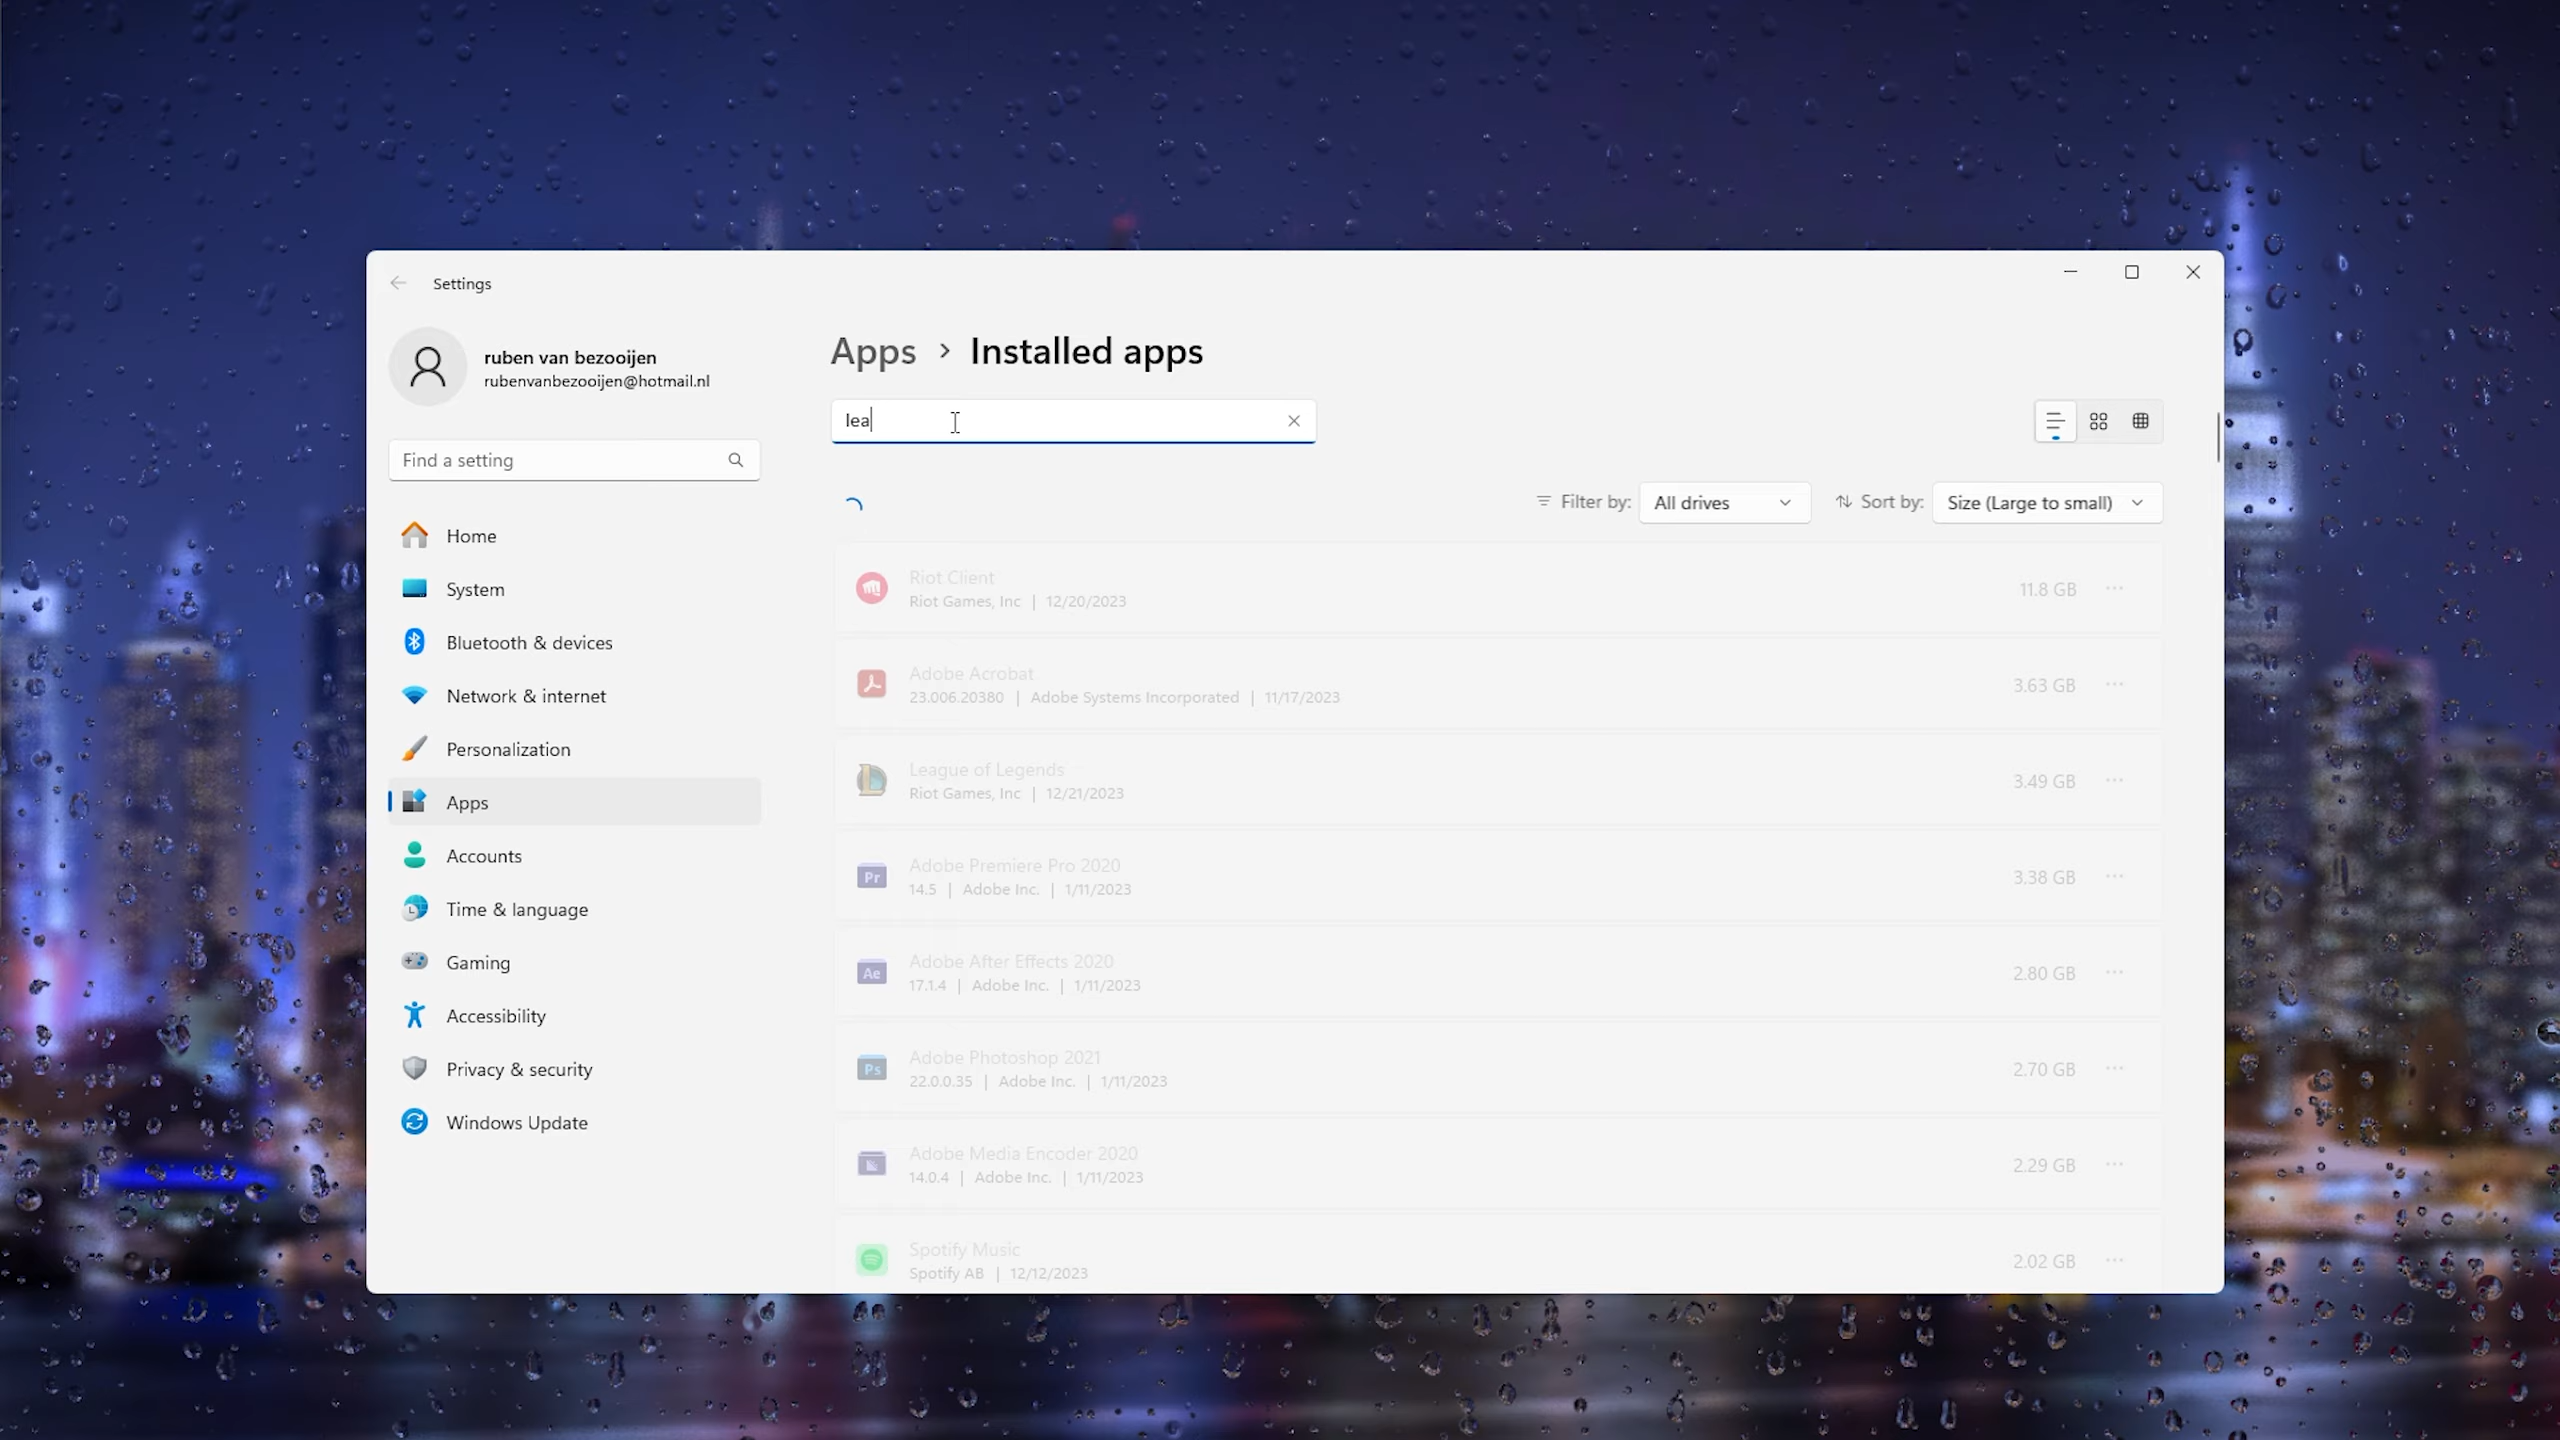 Settings
ruben van bezooijen
rubenvanbezooijen@hotmail.nl
Find a setting
Home
System
Bluetooth & devices
Network & internet
Personalization
Apps
Accounts
Time & language
Gaming
Accessibility
Privacy & security
Windows Update
Apps > Installed apps
lea
Filter by: All drives Sort by: Size (Large to small)
Riot Client
Riot Games, Inc | 12/20/2023
11.8 GB
Adobe Acrobat
23.006.20380 | Adobe Systems Incorporated | 11/17/2023
3.63 GB
League of Legends
Riot Games, Inc | 12/21/2023
3.49 GB
Pr
Adobe Premiere Pro 2020
14.5 | Adobe Inc. | 1/11/2023
3.38 GB
Ae
Adobe After Effects 2020
17.1.4 | Adobe Inc. | 1/11/2023
2.80 GB
Ps
Adobe Photoshop 2021
22.0.0.35 | Adobe Inc. | 1/11/2023
2.70 GB
Adobe Media Encoder 2020
14.0.4 | Adobe Inc. | 1/11/2023
2.29 GB
Spotify Music
Spotify AB | 12/12/2023
2.02 GB